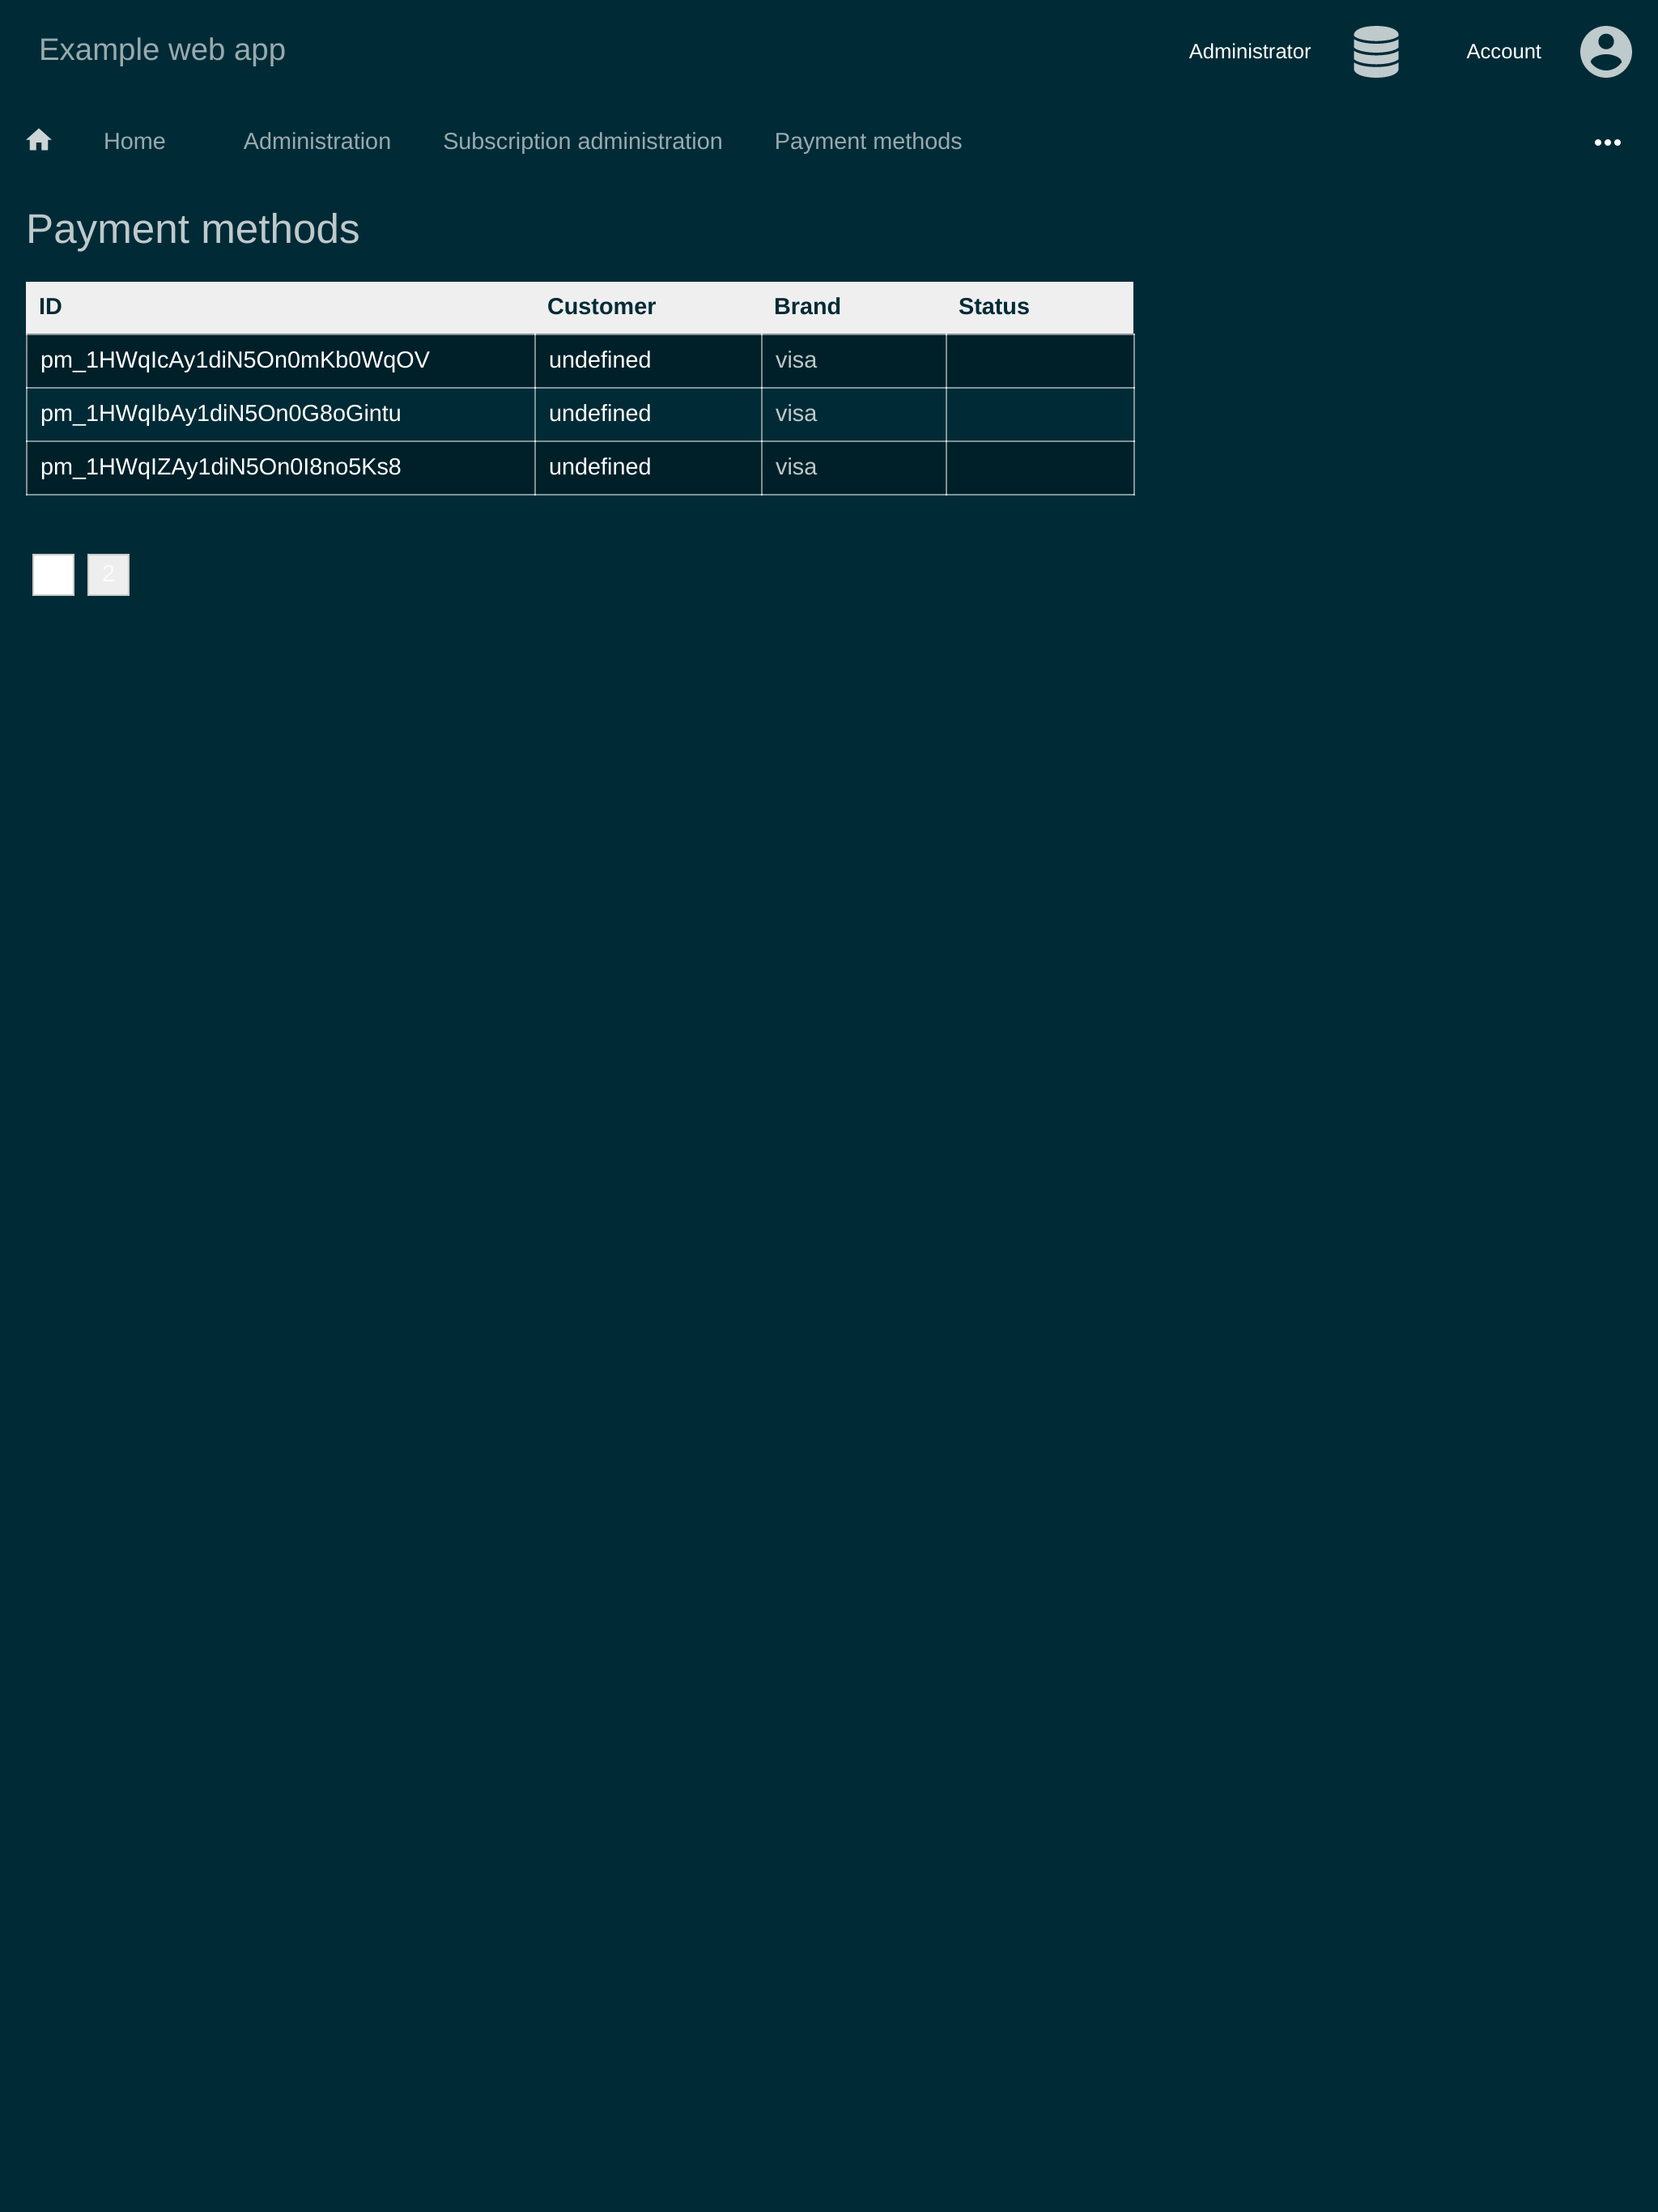 Example web app
Administrator
Account
Home
Administration
Subscription administration
Payment methods
Payment methods
ID Customer Brand Status
pm_1HWqIcAy1diN5On0mKb0WqOV undefined visa
pm_1HWqIbAy1diN5On0G8oGintu undefined visa
pm_1HWqIZAy1diN5On0I8no5Ks8 undefined visa
2